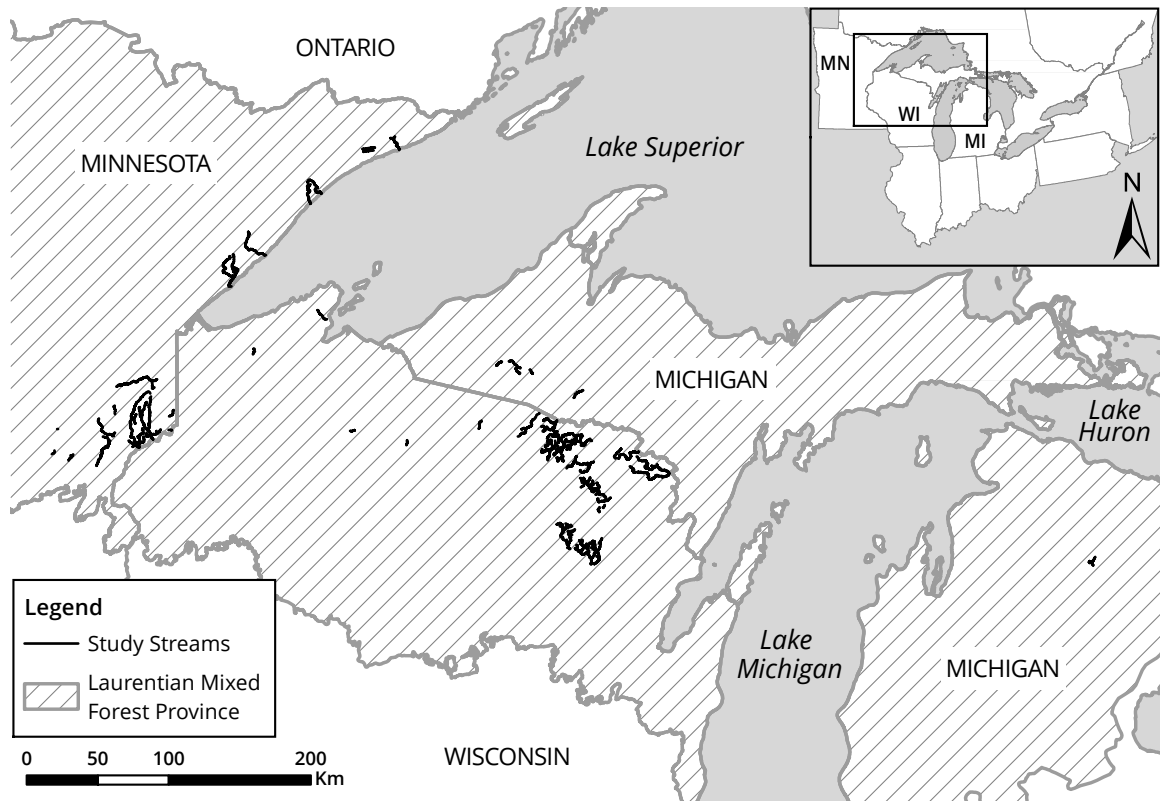 ONTARIO
MN
WI
MI
N
Lake Superior
MINNESOTA
MICHIGAN
Lake
Huron
Legend
Study Streams
Laurentian Mixed
Forest Province
Lake
Michigan
MICHIGAN
WISCONSIN
0 50 100 200
Km